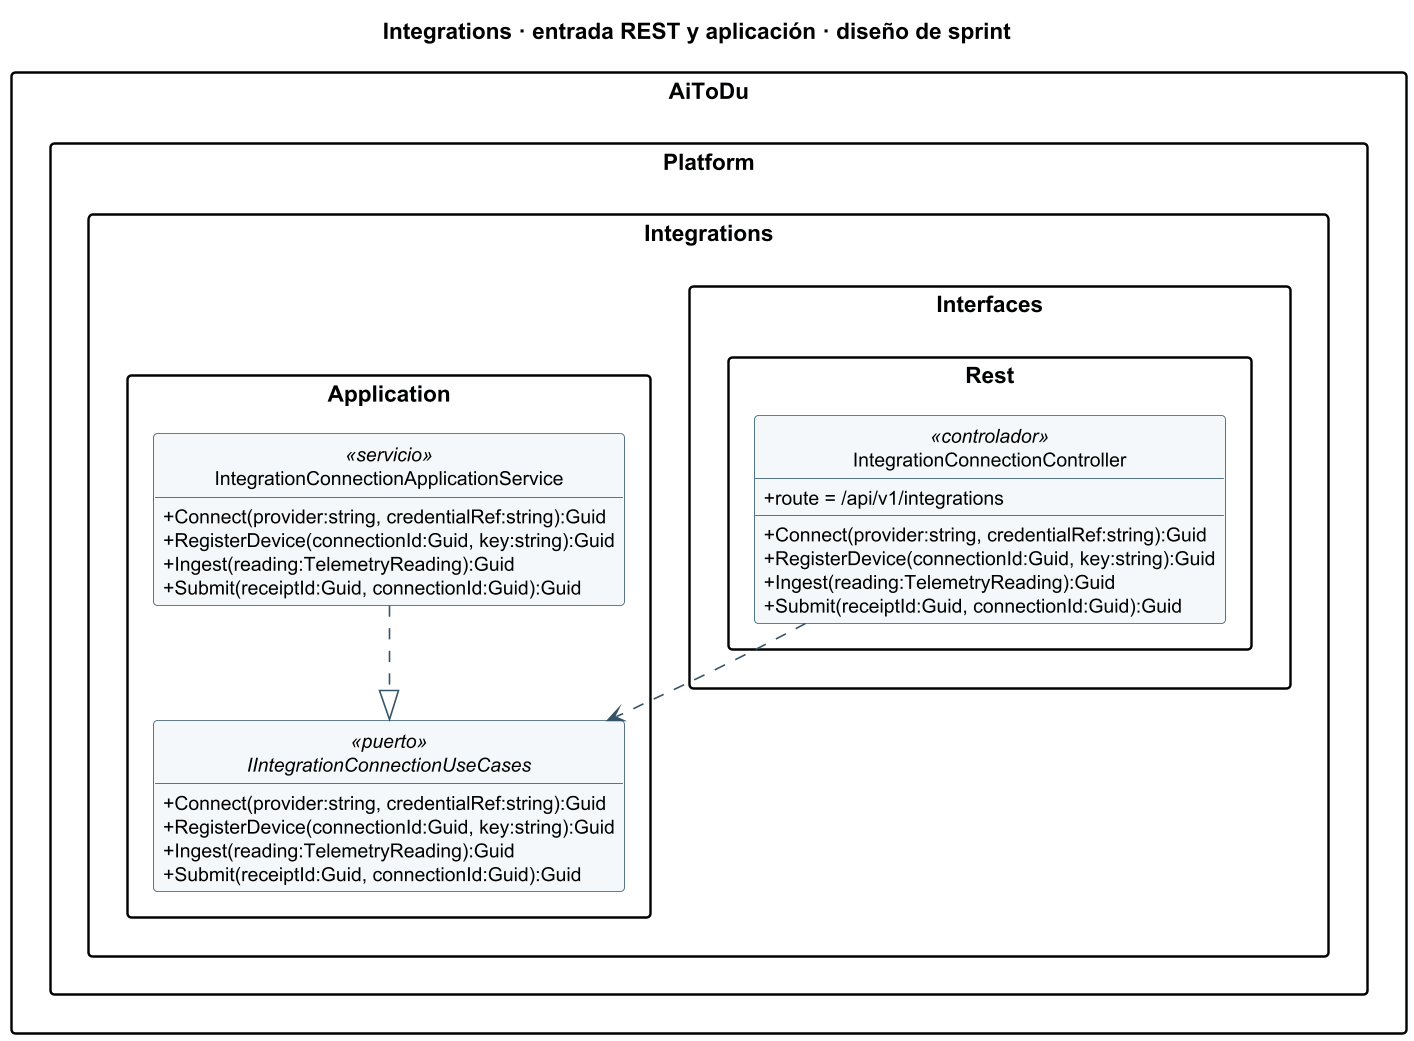 Integrations · entrada REST y aplicación · diseño de sprint
AiToDu
Platform
Integrations
Interfaces
Rest
«controlador»
IntegrationConnectionController
+route = /api/v1/integrations
+Connect(provider:string, credentialRef:string):Guid
+RegisterDevice(connectionId:Guid, key:string):Guid
+Ingest(reading:TelemetryReading):Guid
+Submit(receiptId:Guid, connectionId:Guid):Guid
Application
«servicio»
IntegrationConnectionApplicationService
+Connect(provider:string, credentialRef:string):Guid
+RegisterDevice(connectionId:Guid, key:string):Guid
+Ingest(reading:TelemetryReading):Guid
+Submit(receiptId:Guid, connectionId:Guid):Guid
«puerto»
IIntegrationConnectionUseCases
+Connect(provider:string, credentialRef:string):Guid
+RegisterDevice(connectionId:Guid, key:string):Guid
+Ingest(reading:TelemetryReading):Guid
+Submit(receiptId:Guid, connectionId:Guid):Guid